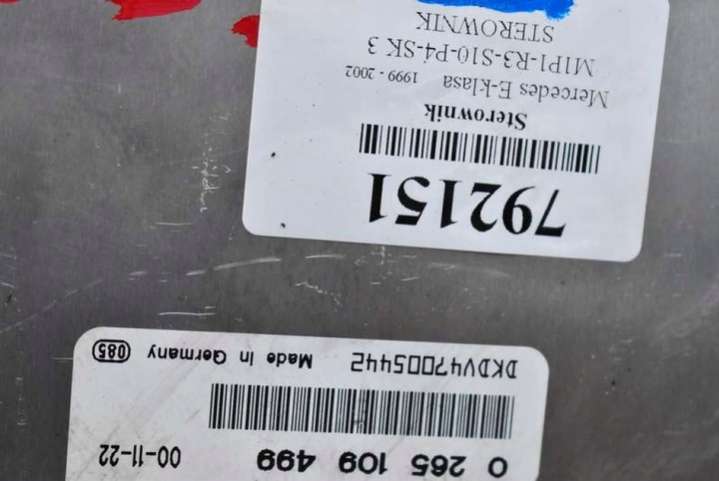 0 265 109 499 00-11-22
DKDV47005442 Made In Germany 085
792151
Sterownik
Mercedes E-klasa 1999 - 2002
M1P1-R3-S10-P4-SK 3
STEROWNIK